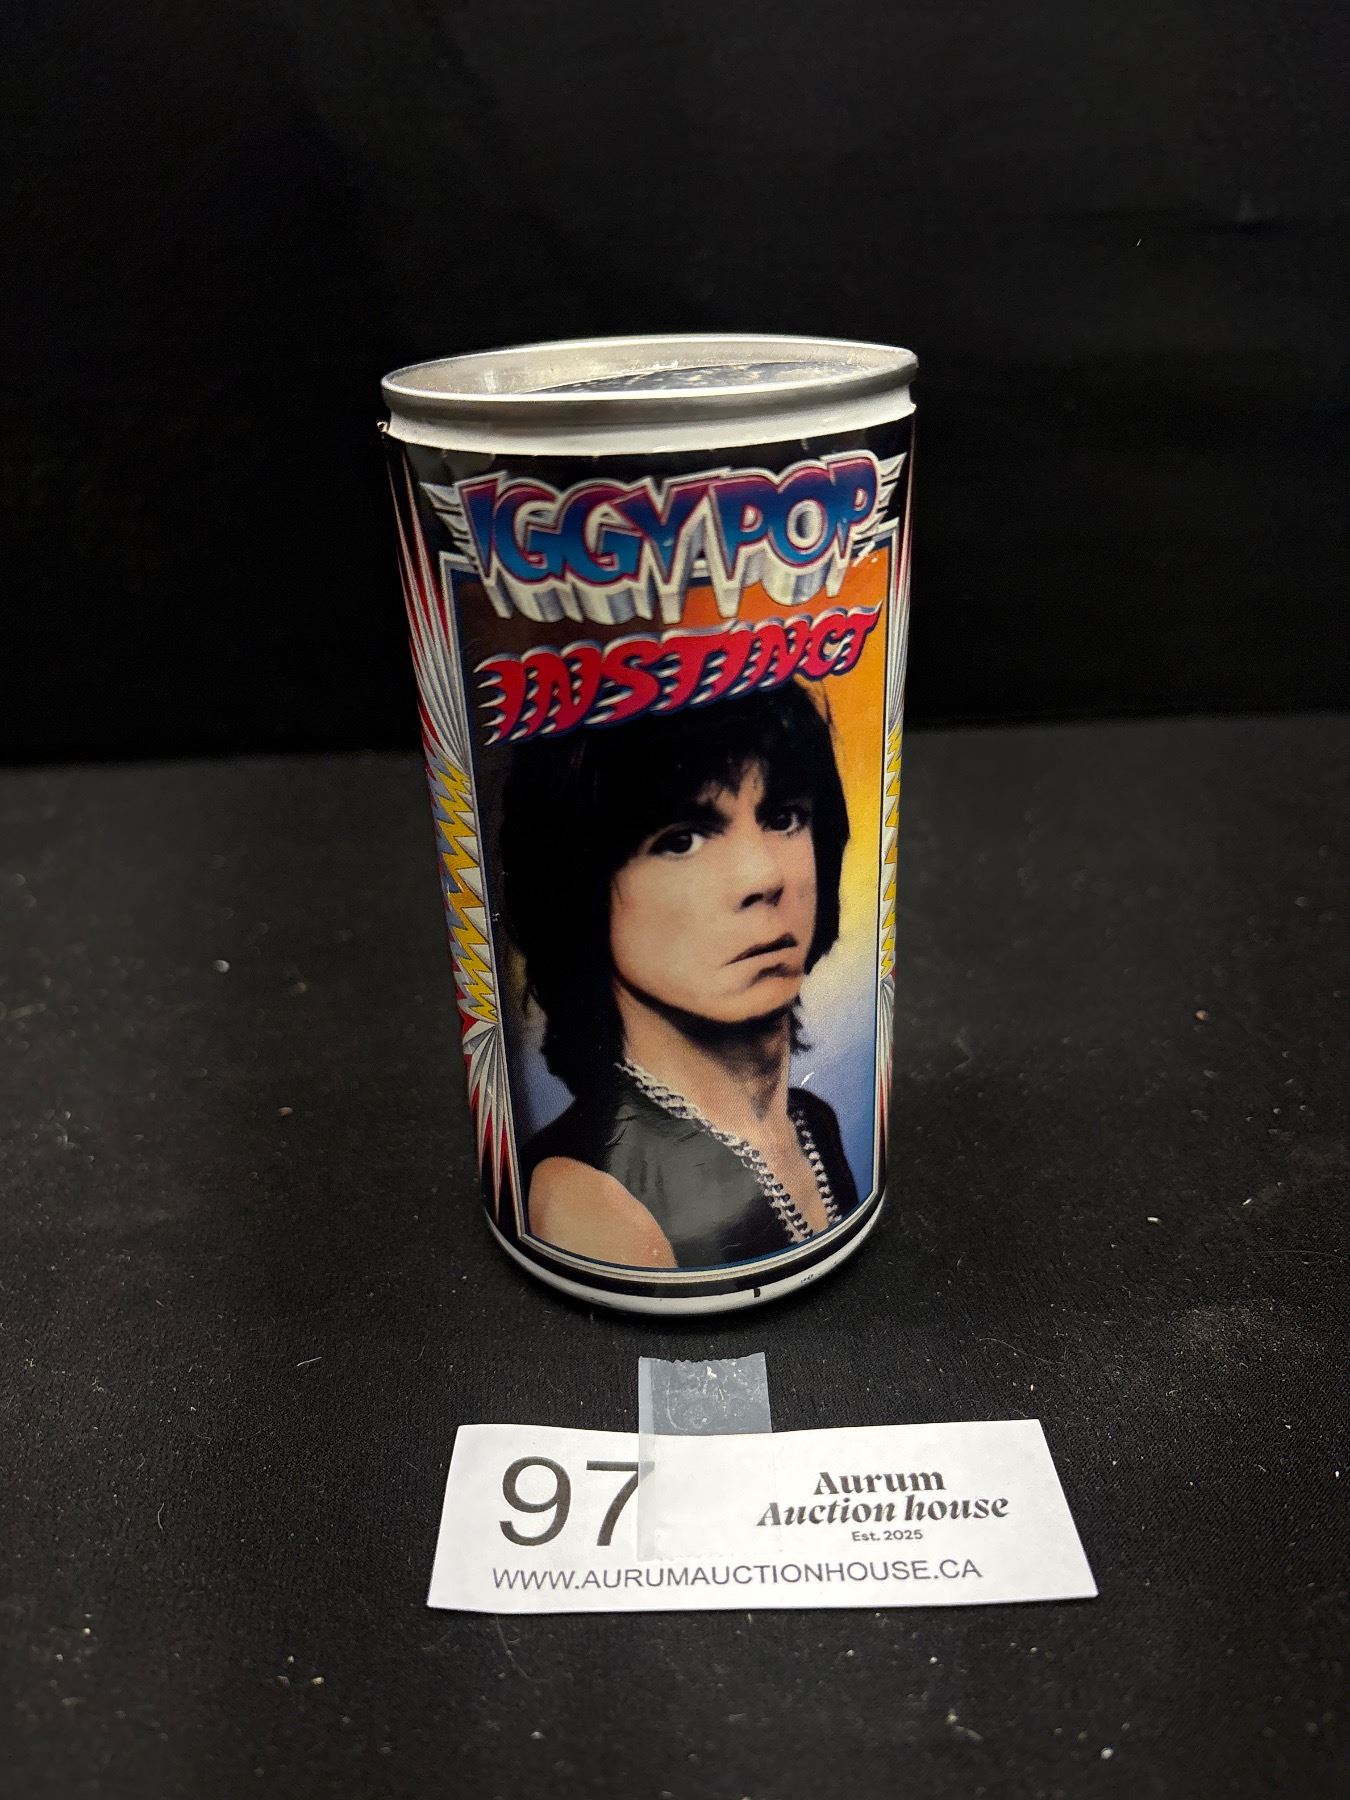 IGGY POP
INSTINCT
97
Aurum
Auction house
Est. 2025
WWW.AURUMAUCTIONHOUSE.CA